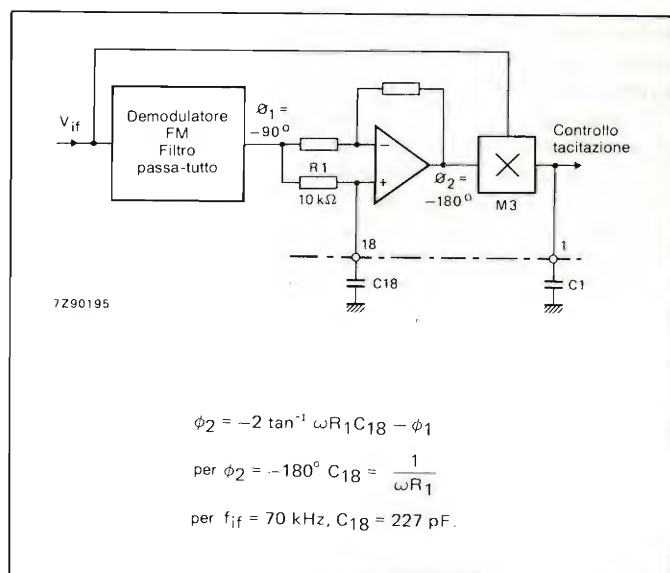 V_if
Demodulatore
FM
Filtro
passa-tutto
Ø1 =
−90°
R1
10 kΩ
−
+
Ø2 =
−180°
M3
Controllo
tacitazione
18
1
C18
C1
7Z90195
ϕ2 = −2 tan⁻¹ ωR1C18 − ϕ1
per ϕ2 = −180° C18 = 1 / ωR1
per fif = 70 kHz, C18 = 227 pF.